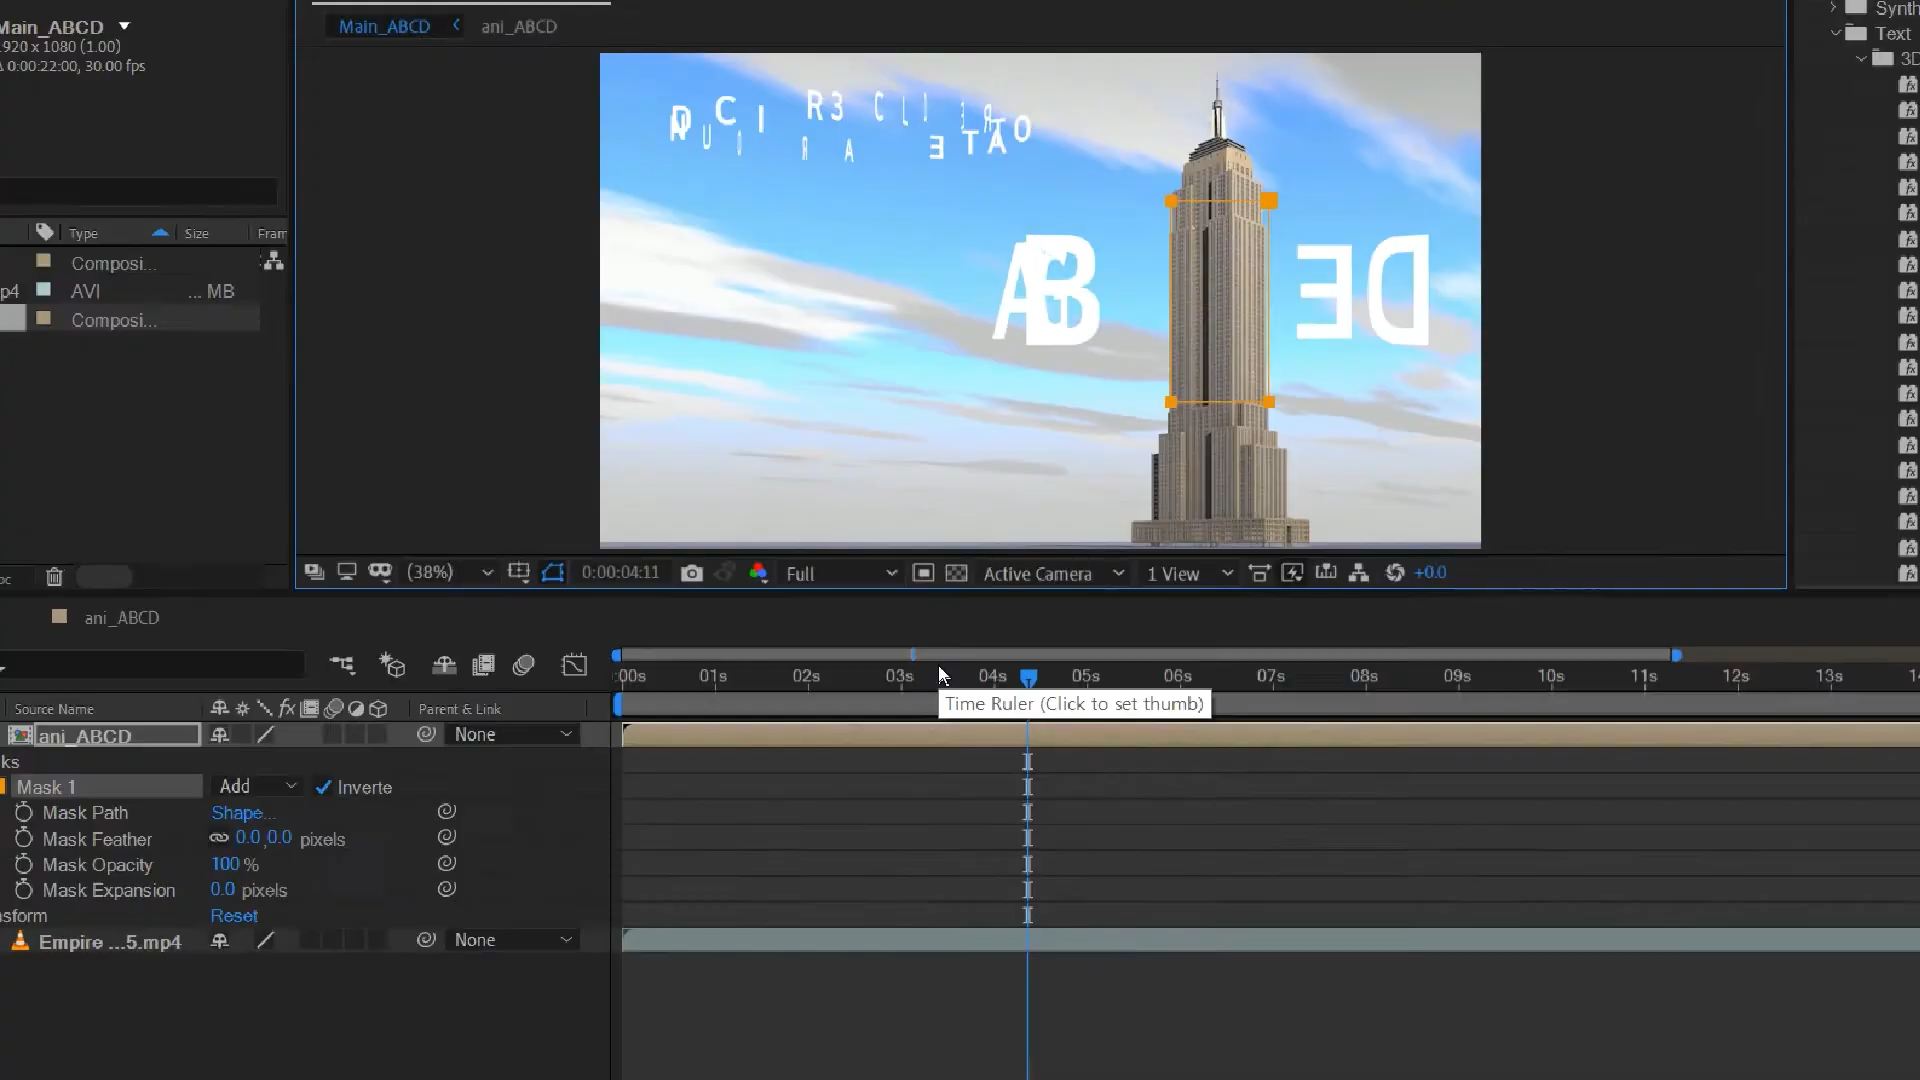 Main_ABCD
1920 x 1080 (1.00)
Δ 0:00:22:00, 30.00 fps
Main_ABCD
ani_ABCD
Synth
Text
3D
Type
Size
Fram
Composi...
p4
AVI
... MB
Composi...
A
B
DE
(38%)
0:00:04:11
Full
Active Camera
1 View
+0.0
ani_ABCD
:00s
01s
02s
03s
04s
05s
06s
07s
08s
09s
10s
11s
12s
13s
Time Ruler (Click to set thumb)
Source Name
fx
Parent & Link
ani_ABCD
None
ks
Mask 1
Add
Inverte
Mask Path
Shape...
Mask Feather
0.0,0.0 pixels
Mask Opacity
100 %
Mask Expansion
0.0 pixels
nsform
Reset
Empire ...5.mp4
None